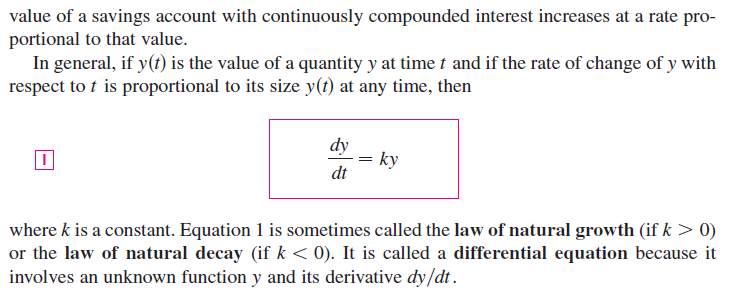 value of a savings account with continuously compounded interest increases at a rate pro-
portional to that value.
In general, if y(t) is the value of a quantity y at time t and if the rate of change of y with
respect to t is proportional to its size y(t) at any time, then
1 dy/dt = ky
where k is a constant. Equation 1 is sometimes called the law of natural growth (if k > 0)
or the law of natural decay (if k < 0). It is called a differential equation because it
involves an unknown function y and its derivative dy/dt.